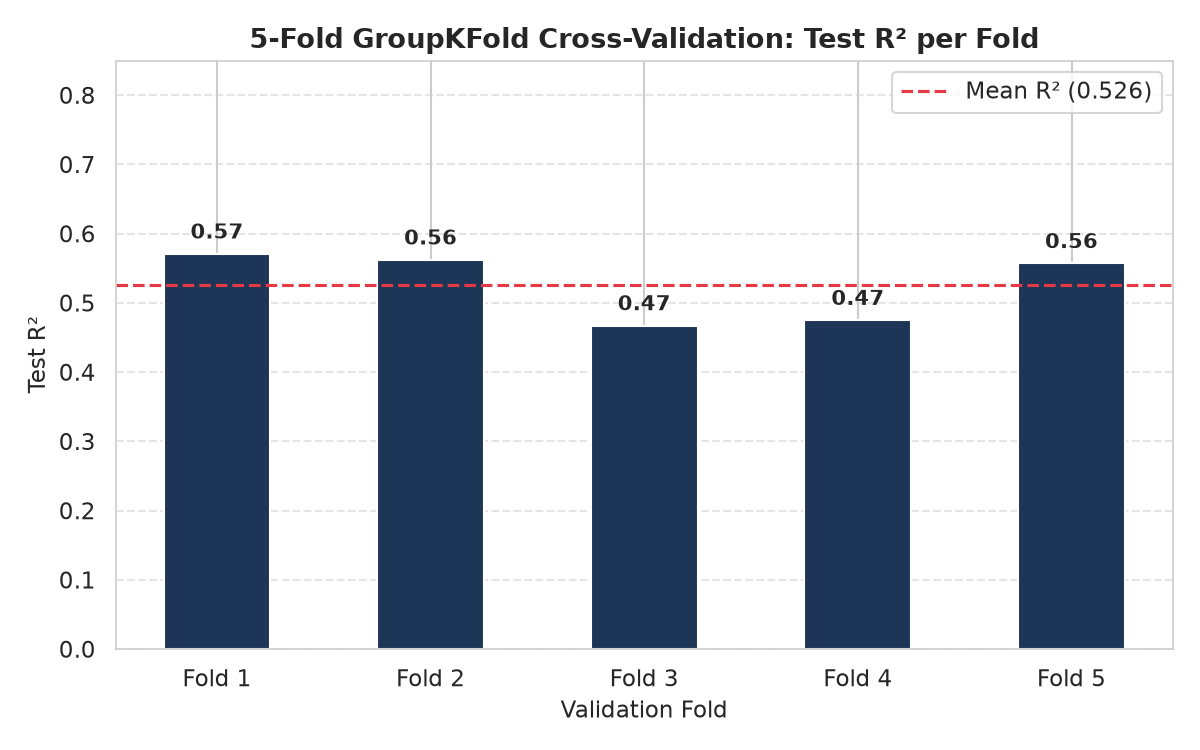 5-Fold GroupKFold Cross-Validation: Test R² per Fold
Mean R² (0.526)
0.8
0.7
0.6
0.5
0.4
0.3
0.2
0.1
0.0
Test R²
0.57
0.56
0.47
0.47
0.56
Fold 1
Fold 2
Fold 3
Fold 4
Fold 5
Validation Fold